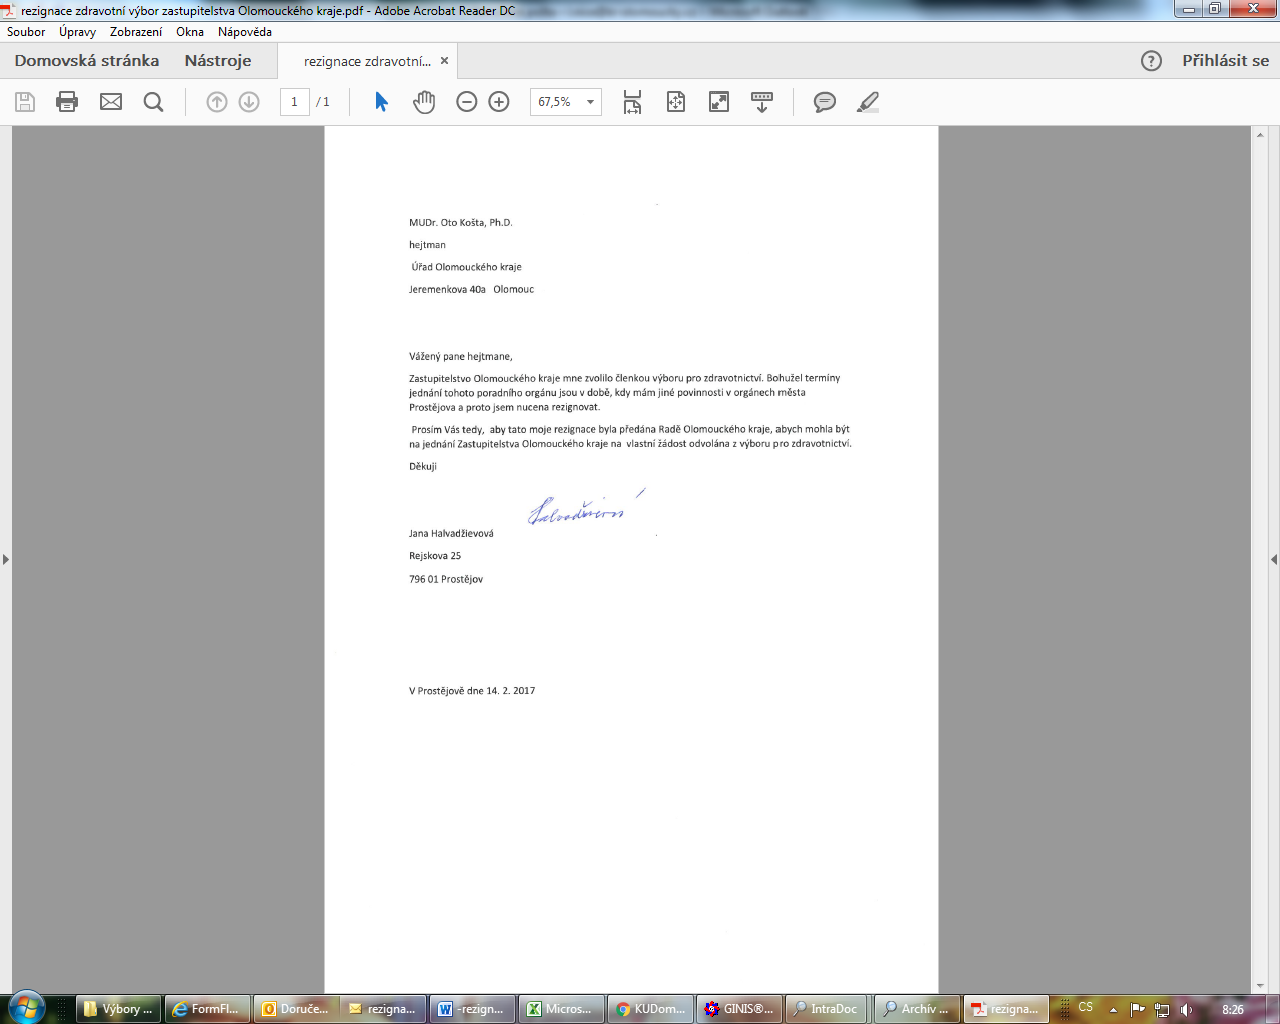 rezignace zdravotní výbor zastupitelstva Olomouckého kraje.pdf - Adobe Acrobat Reader DC
Soubor Úpravy Zobrazení Okna Nápověda
Domovská stránka Nástroje rezignace zdravotní... × Přihlásit se
1 / 1 67,5%
MUDr. Oto Košta, Ph.D.
hejtman
Úřad Olomouckého kraje
Jeremenkova 40a Olomouc
Vážený pane hejtmane,
Zastupitelstvo Olomouckého kraje mne zvolilo členkou výboru pro zdravotnictví. Bohužel termíny
jednání tohoto poradního orgánu jsou v době, kdy mám jiné povinnosti v orgánech města
Prostějova a proto jsem nucena rezignovat.
Prosím Vás tedy, aby tato moje rezignace byla předána Radě Olomouckého kraje, abych mohla být
na jednání Zastupitelstva Olomouckého kraje na vlastní žádost odvolána z výboru pro zdravotnictví.
Děkuji
Halvadžievová
Jana Halvadžievová
Rejskova 25
796 01 Prostějov
V Prostějově dne 14. 2. 2017
Výbory ... FormFl... Doruče... rezigna... -rezign... Micros... KUDom... GINIS®... IntraDoc Archív ... rezigna... CS 8:26